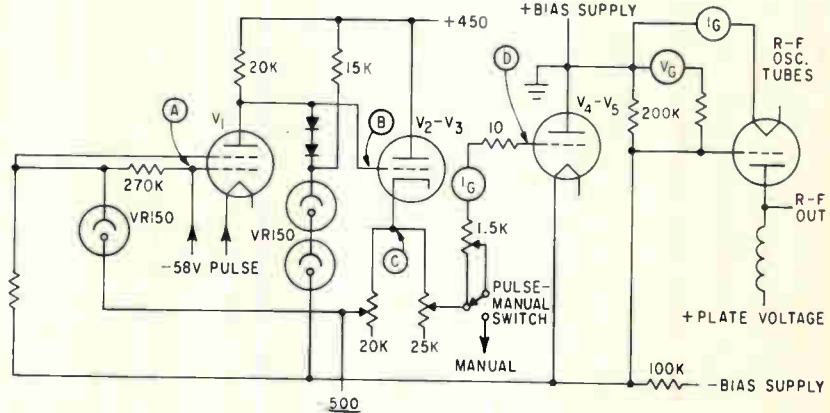 +BIAS SUPPLY
+450
IG
R-F
OSC.
TUBES
20K
15K
D
VG
A
V1
B
V2-V3
10
V4-V5
200K
270K
IG
VR150
VR150
1.5K
R-F
OUT
-58V PULSE
C
PULSE-
MANUAL
SWITCH
+PLATE VOLTAGE
20K
25K
MANUAL
100K
-BIAS SUPPLY
500